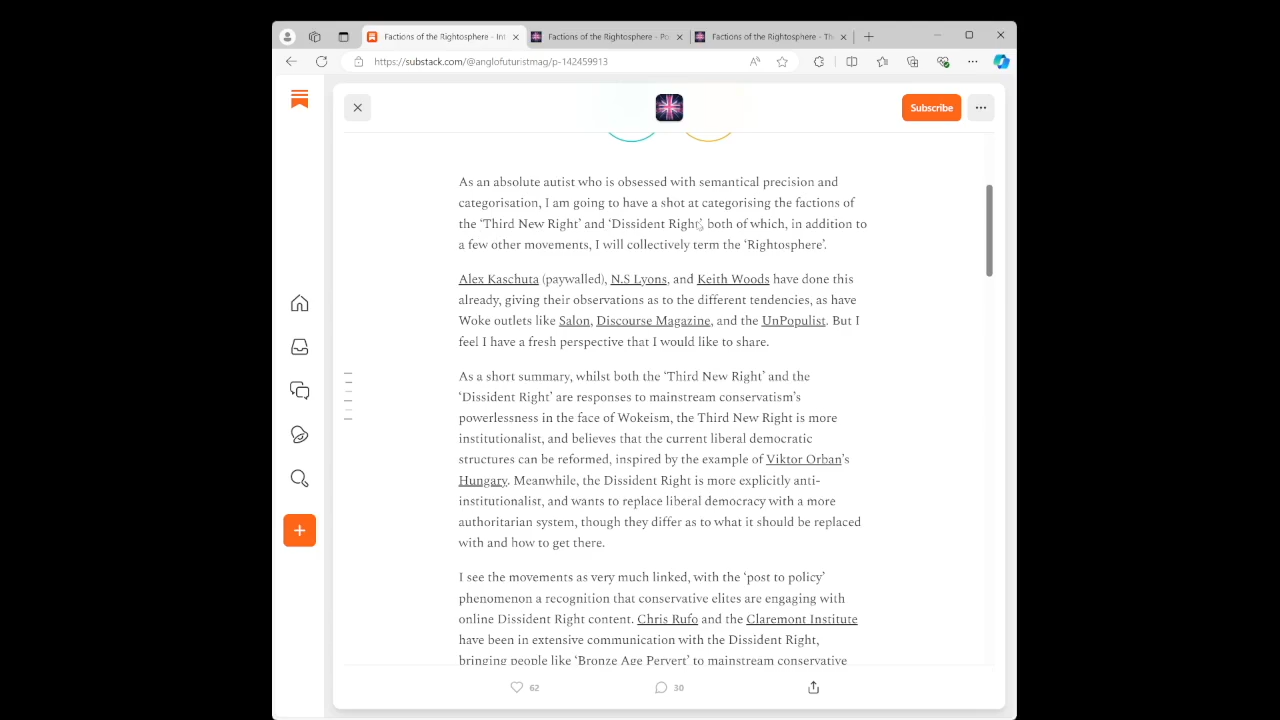 Factions of the Rightosphere - Int
Factions of the Rightosphere - Po
Factions of the Rightosphere - Th
https://substack.com/@anglofuturistmag/p-142459913
Subscribe
As an absolute autist who is obsessed with semantical precision and
categorisation, I am going to have a shot at categorising the factions of
the ‘Third New Right’ and ‘Dissident Right’, both of which, in addition to
a few other movements, I will collectively term the ‘Rightosphere’.
Alex Kaschuta (paywalled), N.S Lyons, and Keith Woods have done this
already, giving their observations as to the different tendencies, as have
Woke outlets like Salon, Discourse Magazine, and the UnPopulist. But I
feel I have a fresh perspective that I would like to share.
As a short summary, whilst both the ‘Third New Right’ and the
‘Dissident Right’ are responses to mainstream conservatism’s
powerlessness in the face of Wokeism, the Third New Right is more
institutionalist, and believes that the current liberal democratic
structures can be reformed, inspired by the example of Viktor Orban’s
Hungary. Meanwhile, the Dissident Right is more explicitly anti-
institutionalist, and wants to replace liberal democracy with a more
authoritarian system, though they differ as to what it should be replaced
with and how to get there.
I see the movements as very much linked, with the ‘post to policy’
phenomenon a recognition that conservative elites are engaging with
online Dissident Right content. Chris Rufo and the Claremont Institute
have been in extensive communication with the Dissident Right,
bringing people like ‘Bronze Age Pervert’ to mainstream conservative
62
30